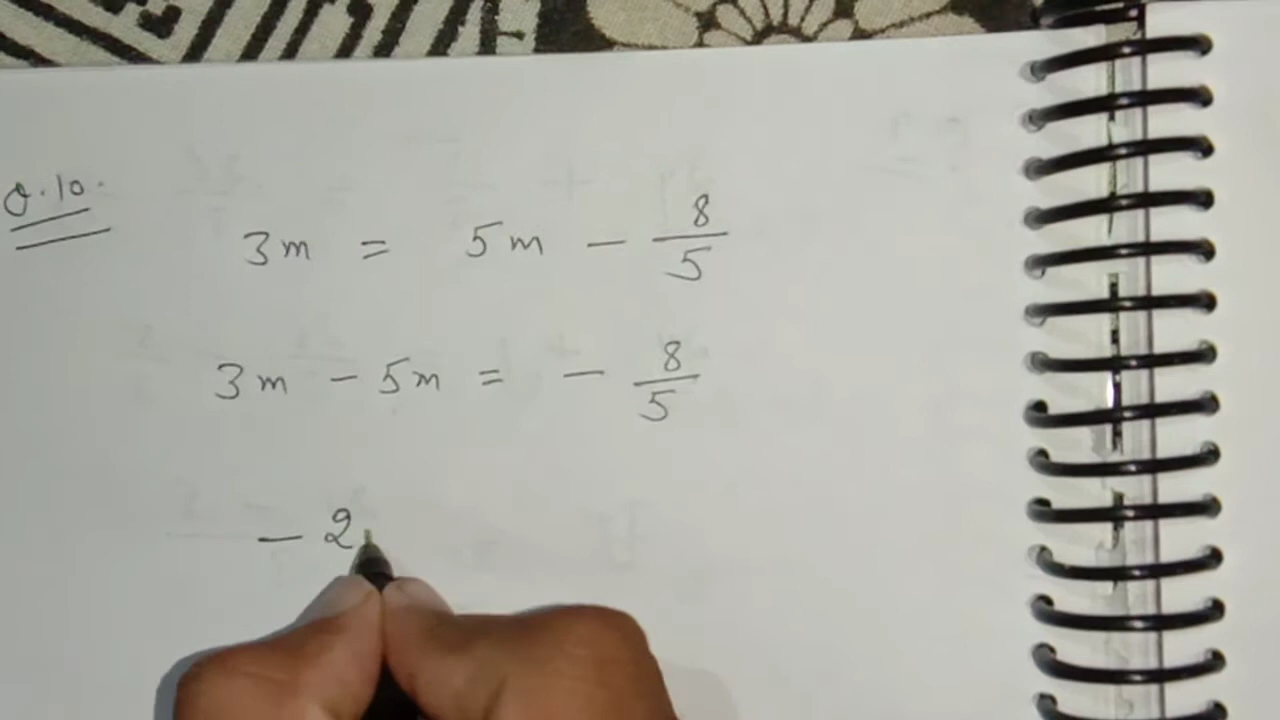 Q.10.
3m = 5m - 8/5
3m - 5m = - 8/5
- 2